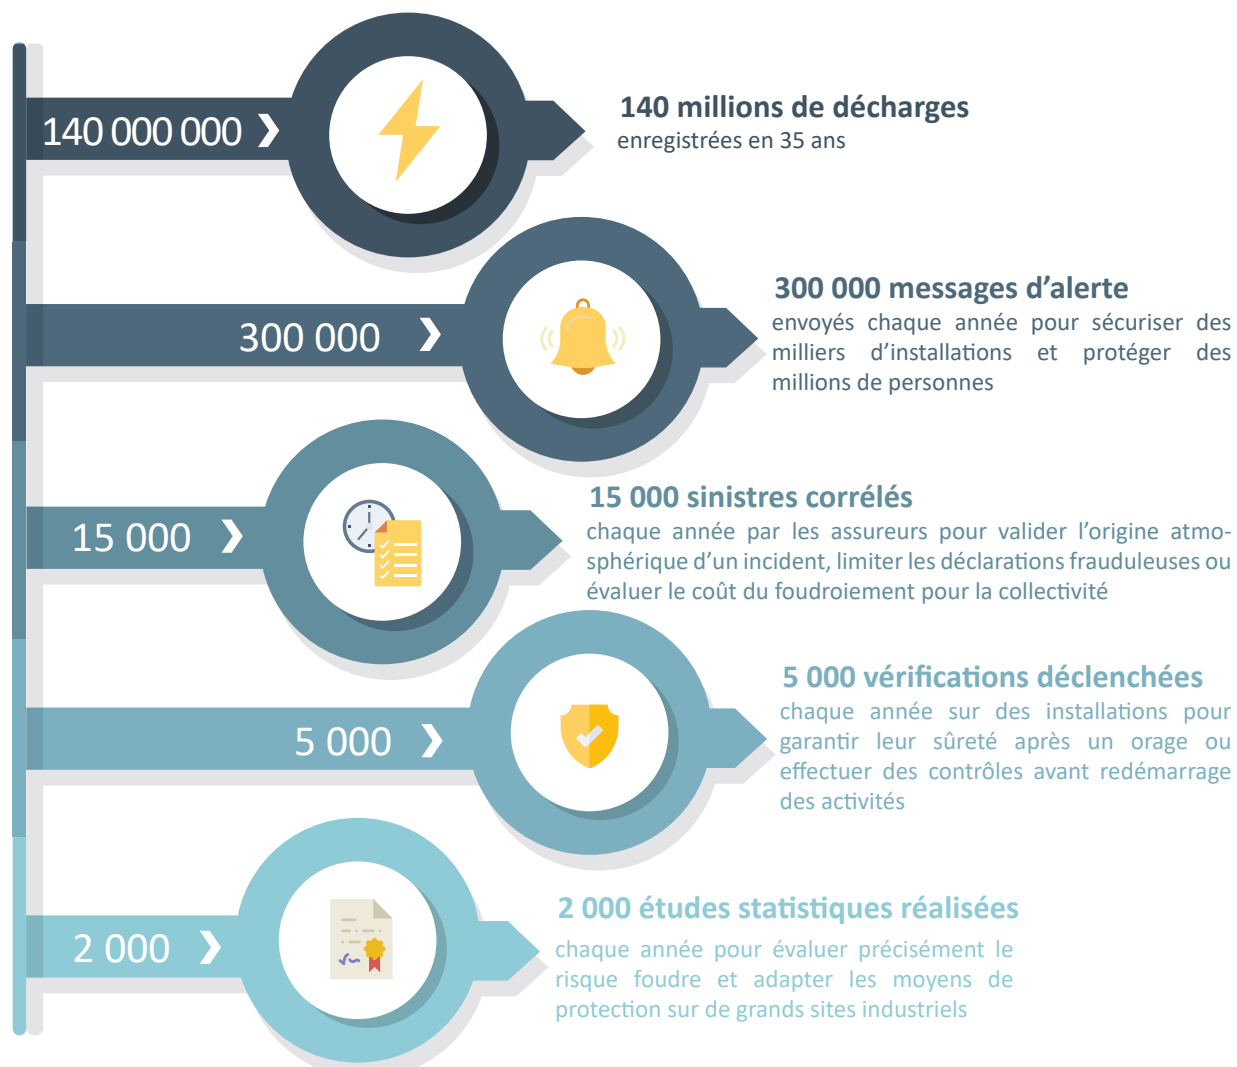 140 000 000
140 millions de décharges
enregistrées en 35 ans
300 000
300 000 messages d’alerte
envoyés chaque année pour sécuriser des
milliers d’installations et protéger des
millions de personnes
15 000
15 000 sinistres corrélés
chaque année par les assureurs pour valider l’origine atmo-
sphérique d’un incident, limiter les déclarations frauduleuses ou
évaluer le coût du foudroiement pour la collectivité
5 000
5 000 vérifications déclenchées
chaque année sur des installations pour
garantir leur sûreté après un orage ou
effectuer des contrôles avant redémarrage
des activités
2 000
2 000 études statistiques réalisées
chaque année pour évaluer précisément le
risque foudre et adapter les moyens de
protection sur de grands sites industriels